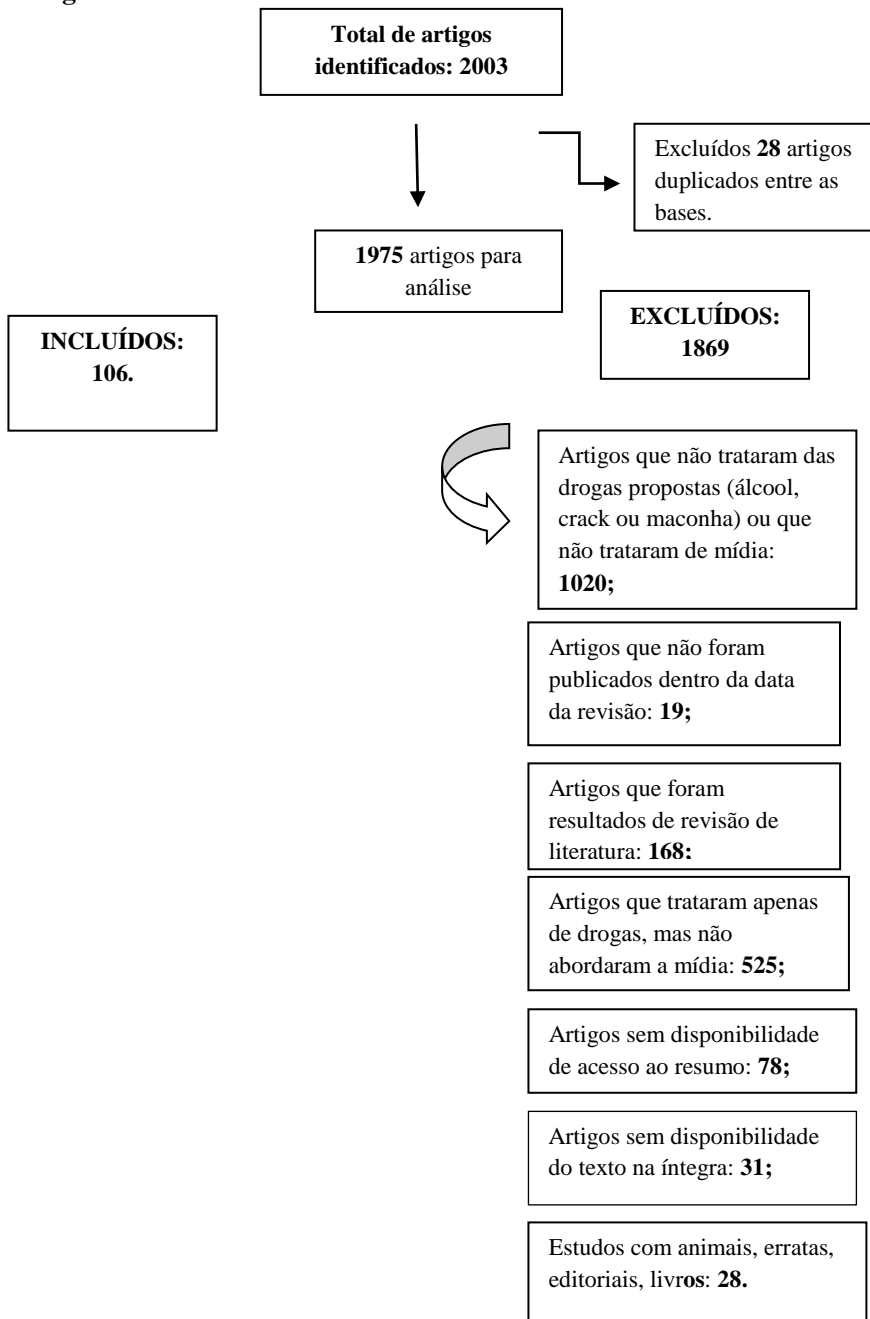 Total de artigos
identificados: 2003
Excluídos 28 artigos
duplicados entre as
bases.
1975 artigos para
análise
INCLUÍDOS:
106.
EXCLUÍDOS:
1869
Artigos que não trataram das
drogas propostas (álcool,
crack ou maconha) ou que
não trataram de mídia:
1020;
Artigos que não foram
publicados dentro da data
da revisão: 19;
Artigos que foram
resultados de revisão de
literatura: 168;
Artigos que trataram apenas
de drogas, mas não
abordaram a mídia: 525;
Artigos sem disponibilidade
de acesso ao resumo: 78;
Artigos sem disponibilidade
do texto na íntegra: 31;
Estudos com animais, erratas,
editoriais, livros: 28.